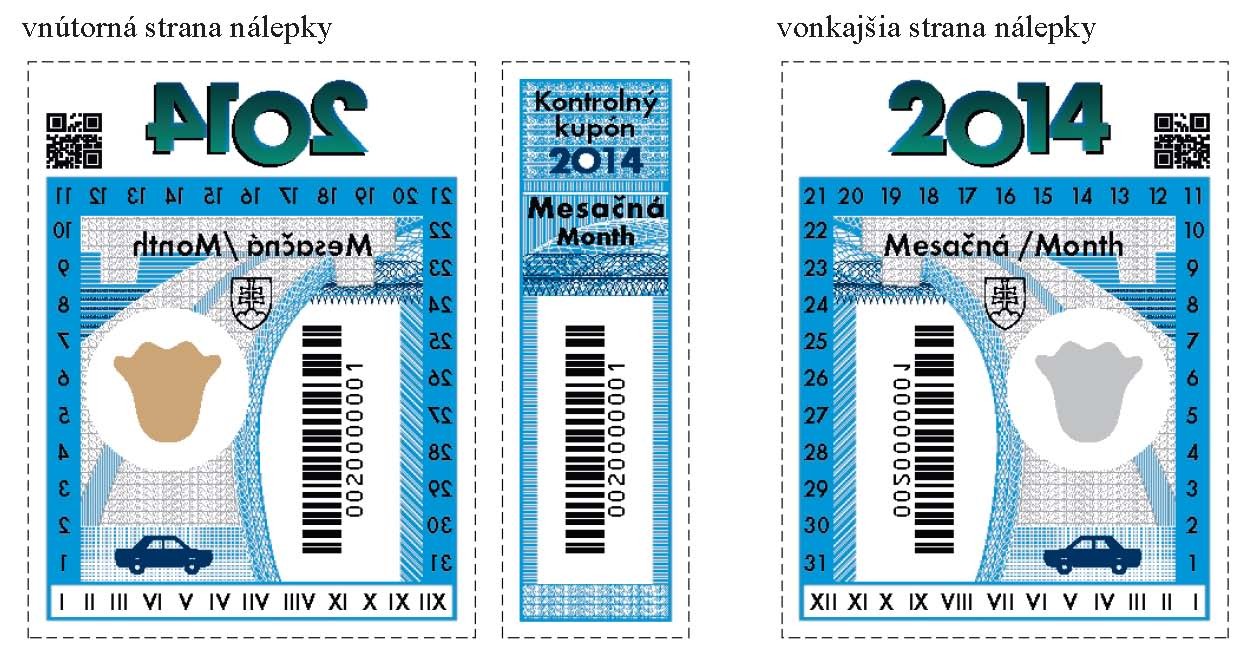 vnútorná strana nálepky
2014
11 12 13 14 15 16 17 18 19 20 21
10 22
Mesačná / Month
9 23
8 24
7 25
6 26
5 27
4 28
3 29
2 30
1 31
002000001
I II III IV V VI VII VIII IX X XI XII
Kontrolný
kupón
2014
Mesačná
Month
002000001
vonkajšia strana nálepky
2014
21 20 19 18 17 16 15 14 13 12 11
22 10
Mesačná /Month
23 9
24 8
25 7
26 6
27 5
28 4
29 3
30 2
31 1
002000001
XII XI X IX VIII VII VI V IV III II I